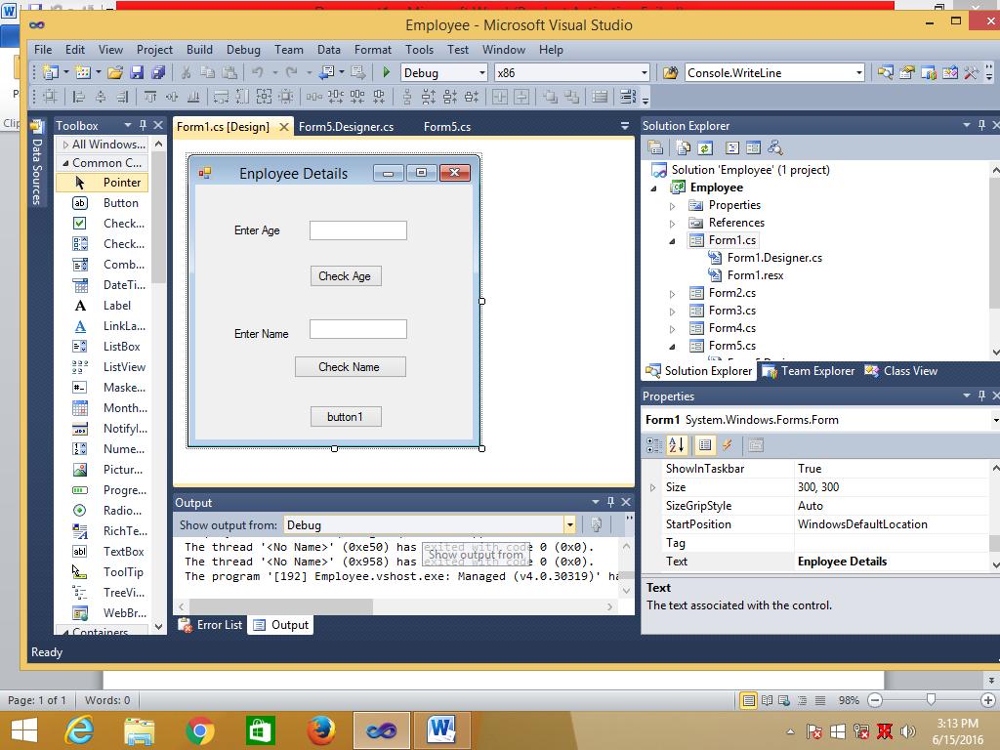 Employee - Microsoft Visual Studio
File Edit View Project Build Debug Team Data Format Tools Test Window Help
Debug x86 Console.WriteLine
Data Sources
Toolbox
All Windows...
Common C...
Pointer
Button
Check...
Check...
Comb...
DateTi...
Label
LinkLa...
ListBox
ListView
Maske...
Month...
NotifyI...
Nume...
Pictur...
Progre...
Radio...
RichTe...
TextBox
ToolTip
TreeVi...
WebBr...
Containers
Form1.cs [Design] Form5.Designer.cs Form5.cs
Enployee Details
Enter Age
Check Age
Enter Name
Check Name
button1
Output
Show output from: Debug
The thread '<No Name>' (0xe50) has exited with code 0 (0x0).
The thread '<No Name>' (0x958) has exited with code 0 (0x0).
Show output from
The program '[192] Employee.vshost.exe: Managed (v4.0.30319)' ha
Error List Output
Solution Explorer
Solution 'Employee' (1 project)
Employee
Properties
References
Form1.cs
Form1.Designer.cs
Form1.resx
Form2.cs
Form3.cs
Form4.cs
Form5.cs
Solution Explorer Team Explorer Class View
Properties
Form1 System.Windows.Forms.Form
ShowInTaskbar True
Size 300, 300
SizeGripStyle Auto
StartPosition WindowsDefaultLocation
Tag
Text Enployee Details
Text
The text associated with the control.
Ready
Page: 1 of 1 Words: 0 98%
3:13 PM
6/15/2016